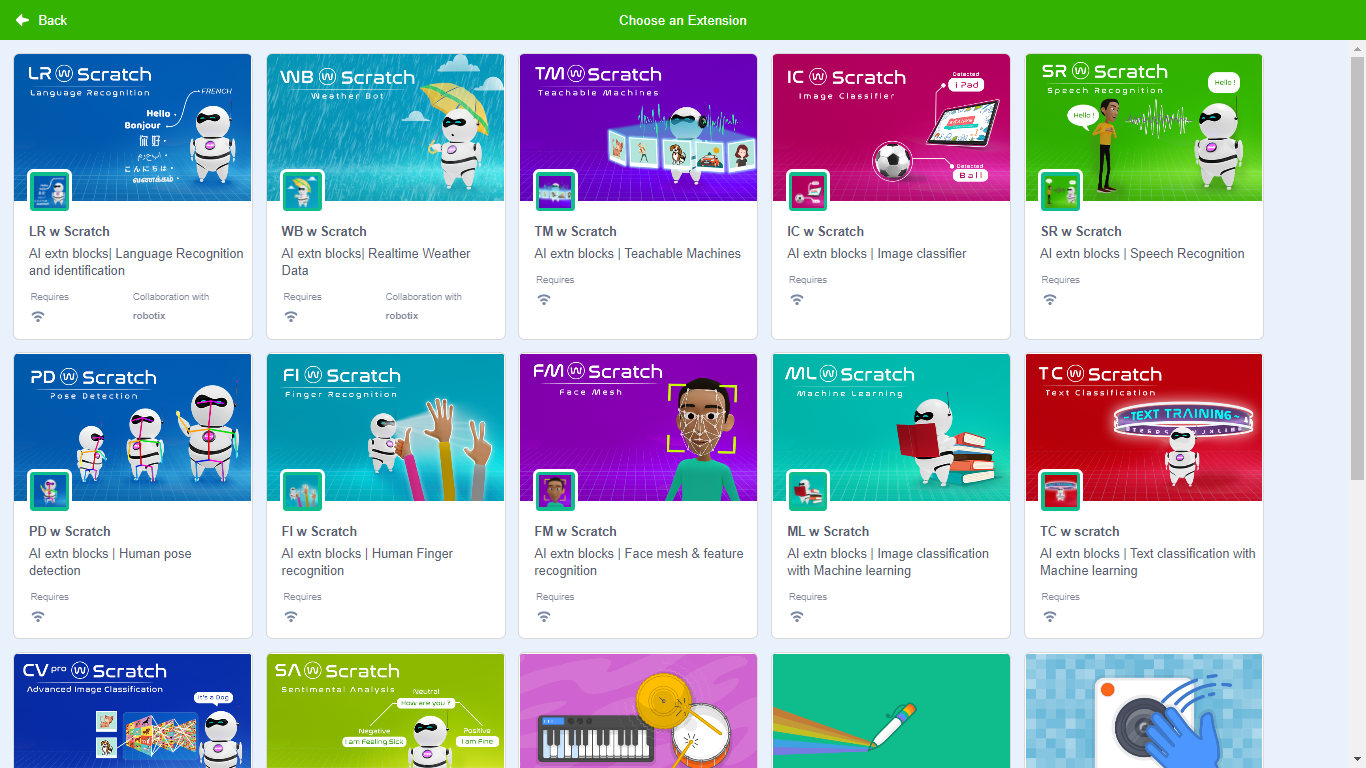 Back
Choose an Extension
LR w Scratch
Language Recognition
FRENCH
Hello
Bonjour
你 好
こんにちは
LR w Scratch
AI extn blocks| Language Recognition
and identification
Requires
Collaboration with
robotix
WB w Scratch
Weather Bot
WB w Scratch
AI extn blocks| Realtime Weather
Data
Requires
Collaboration with
robotix
TM w Scratch
Teachable Machines
TM w Scratch
AI extn blocks | Teachable Machines
Requires
IC w Scratch
Image Classifier
Detected
i Pad
Detected
Ball
IC w Scratch
AI extn blocks | Image classifier
Requires
SR w Scratch
Speech Recognition
Hello !
Hello !
SR w Scratch
AI extn blocks | Speech Recognition
Requires
PD w Scratch
Pose Detection
PD w Scratch
AI extn blocks | Human pose
detection
Requires
FI w Scratch
Finger Recognition
FI w Scratch
AI extn blocks | Human Finger
recognition
Requires
FM w Scratch
Face Mesh
FM w Scratch
AI extn blocks | Face mesh & feature
recognition
Requires
ML w Scratch
Machine Learning
ML w Scratch
AI extn blocks | Image classification
with Machine learning
Requires
TC w Scratch
Text Classification
~TEXT TRAINING~
TC w scratch
AI extn blocks | Text classification with
Machine learning
Requires
CV pro w Scratch
Advanced Image Classification
It's a Dog
SA w Scratch
Sentimental Analysis
Neutral
How are you ?
Negative
I am Feeling Sick
Positive
I am Fine